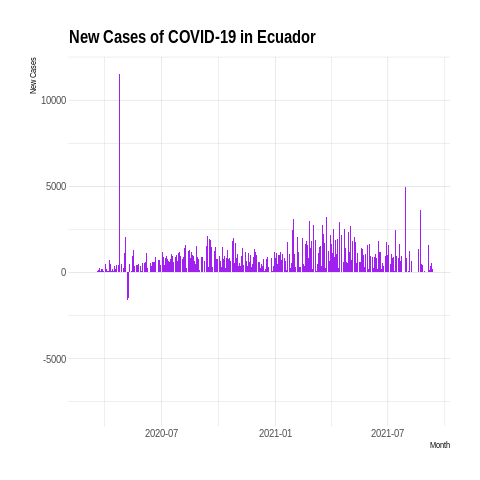 New Cases of COVID-19 in Ecuador
New Cases
10000
5000
0
-5000
2020-07
2021-01
2021-07
Month